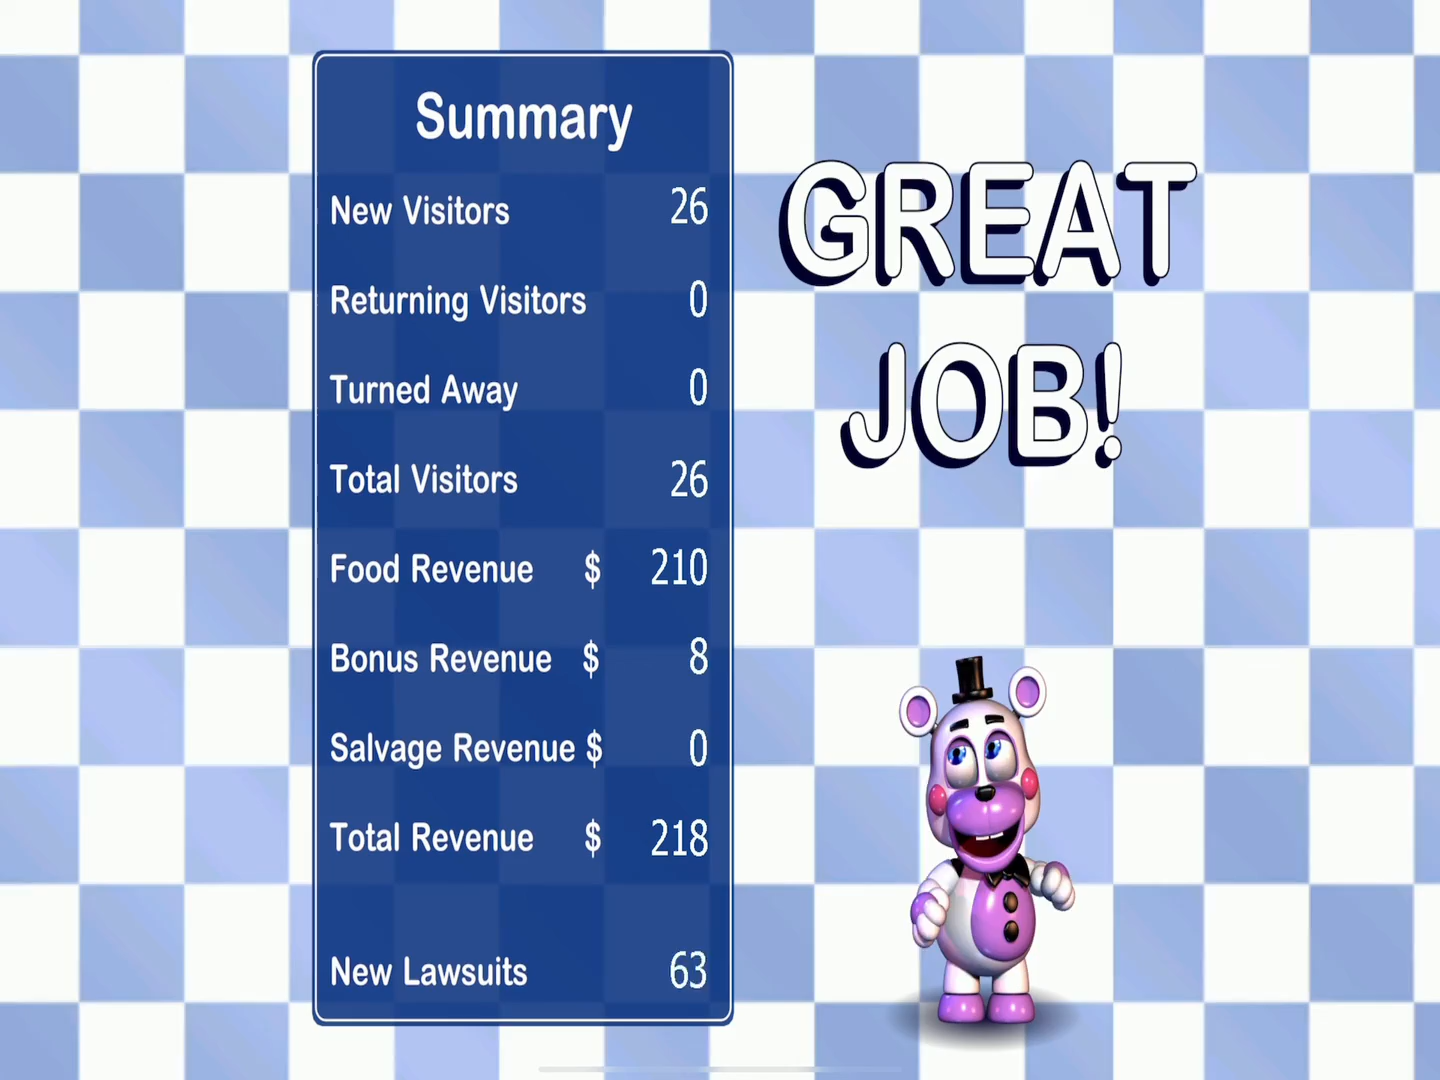 Summary
New Visitors 26
Returning Visitors 0
Turned Away 0
Total Visitors 26
Food Revenue $ 210
Bonus Revenue $ 8
Salvage Revenue $ 0
Total Revenue $ 218
New Lawsuits 63
GREAT
JOB!